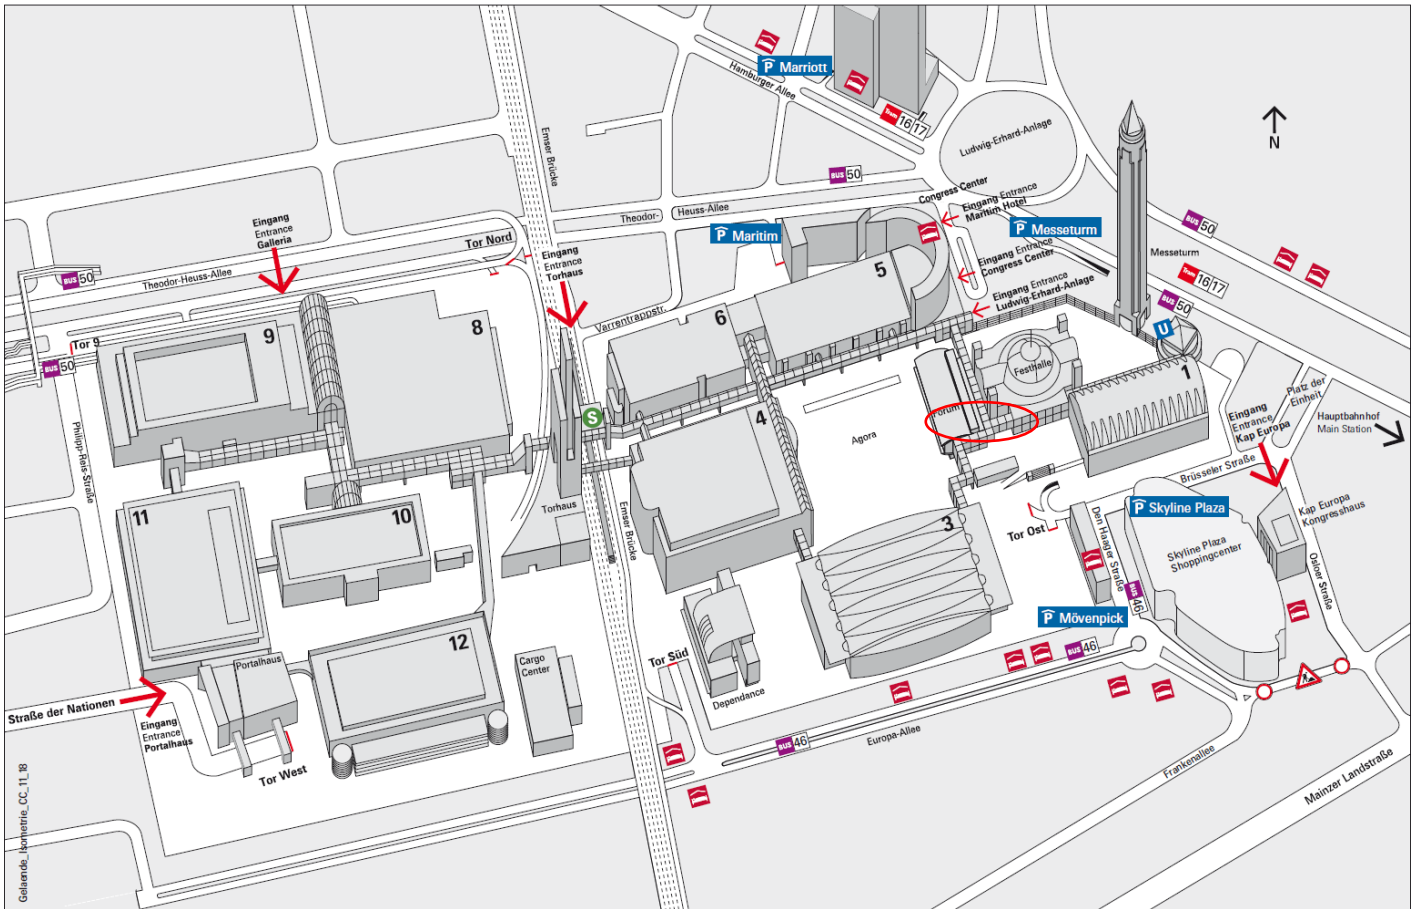 Marriott
Hamburger Allee
Tram 16 17
Ludwig-Erhard-Anlage
N
Emser Brücke
BUS 50
Congress Center
Eingang Entrance
Maritim Hotel
Theodor-
Heuss-Allee
Eingang
Entrance
Galleria
Tor Nord
P Maritim
P Messeturm
BUS 50
Eingang
Entrance
Torhaus
Eingang Entrance
Congress Center
Messeturm
BUS 50
Theodor-Heuss-Allee
5
Eingang Entrance
Ludwig-Erhard-Anlage
Tram 16 17
BUS 50
Varrentrappstr.
6
9
8
Tor 9
U
BUS 50
Festhalle
1
Platz der
Einheit
S
4
Forum
Eingang
Entrance
Kap Europa
Hauptbahnhof
Main Station
Agora
Philipp-Reis-Straße
Brüsseler Straße
11
10
Torhaus
Emser Brücke
3
Tor Ost
Den Haager Straße
P Skyline Plaza
Kap Europa
Kongresshaus
Skyline Plaza
Shoppingcenter
Osloer Straße
BUS 46
P Mövenpick
12
Portalhaus
Cargo
Center
Tor Süd
BUS 46
Dependance
Straße der Nationen
Eingang
Entrance
Portalhaus
Tor West
BUS 46
Europa-Allee
Frankenallee
Mainzer Landstraße
Gelaende_Isometrie_CC_11_18